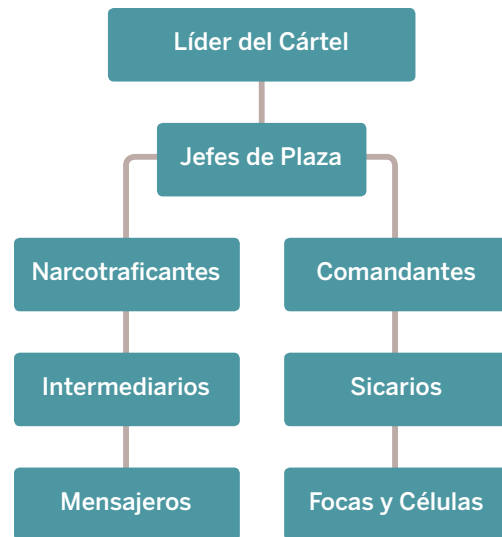 Líder del Cártel
Jefes de Plaza
Narcotraficantes
Comandantes
Intermediarios
Sicarios
Mensajeros
Focas y Células